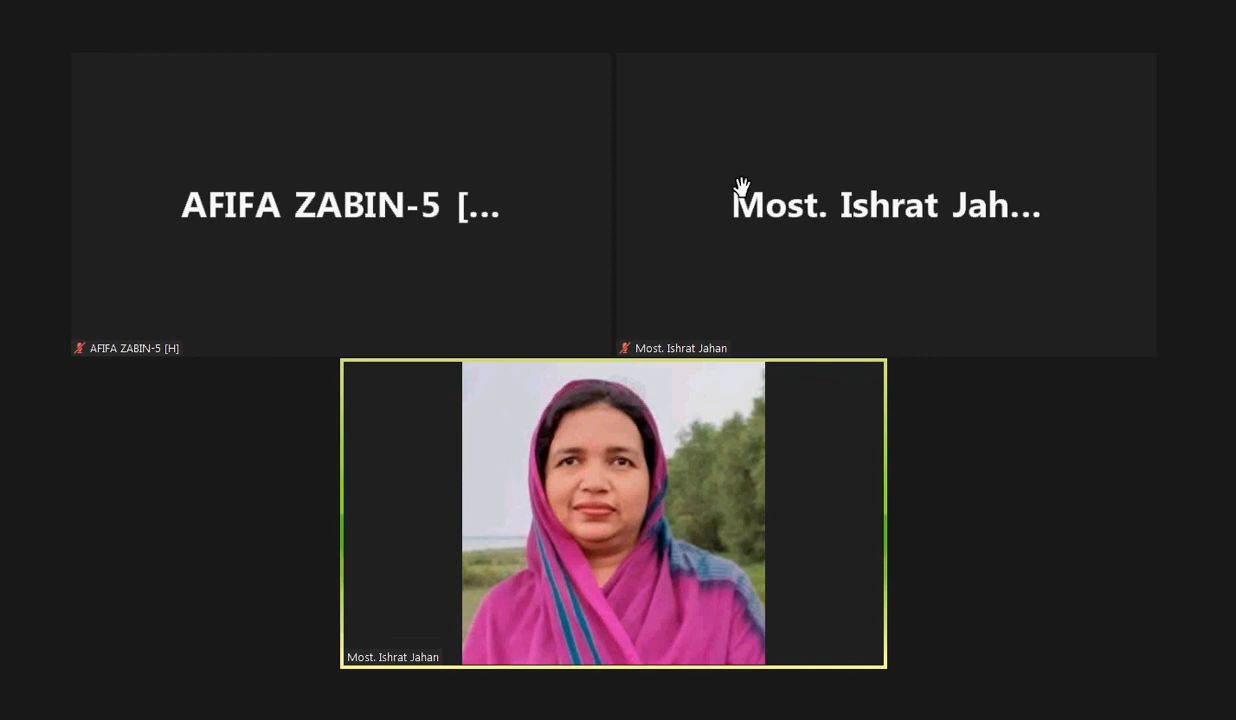 AFIFA ZABIN-5 [...
Most. Ishrat Jah...
AFIFA ZABIN-5 [H]
Most. Ishrat Jahan
Most. Ishrat Jahan